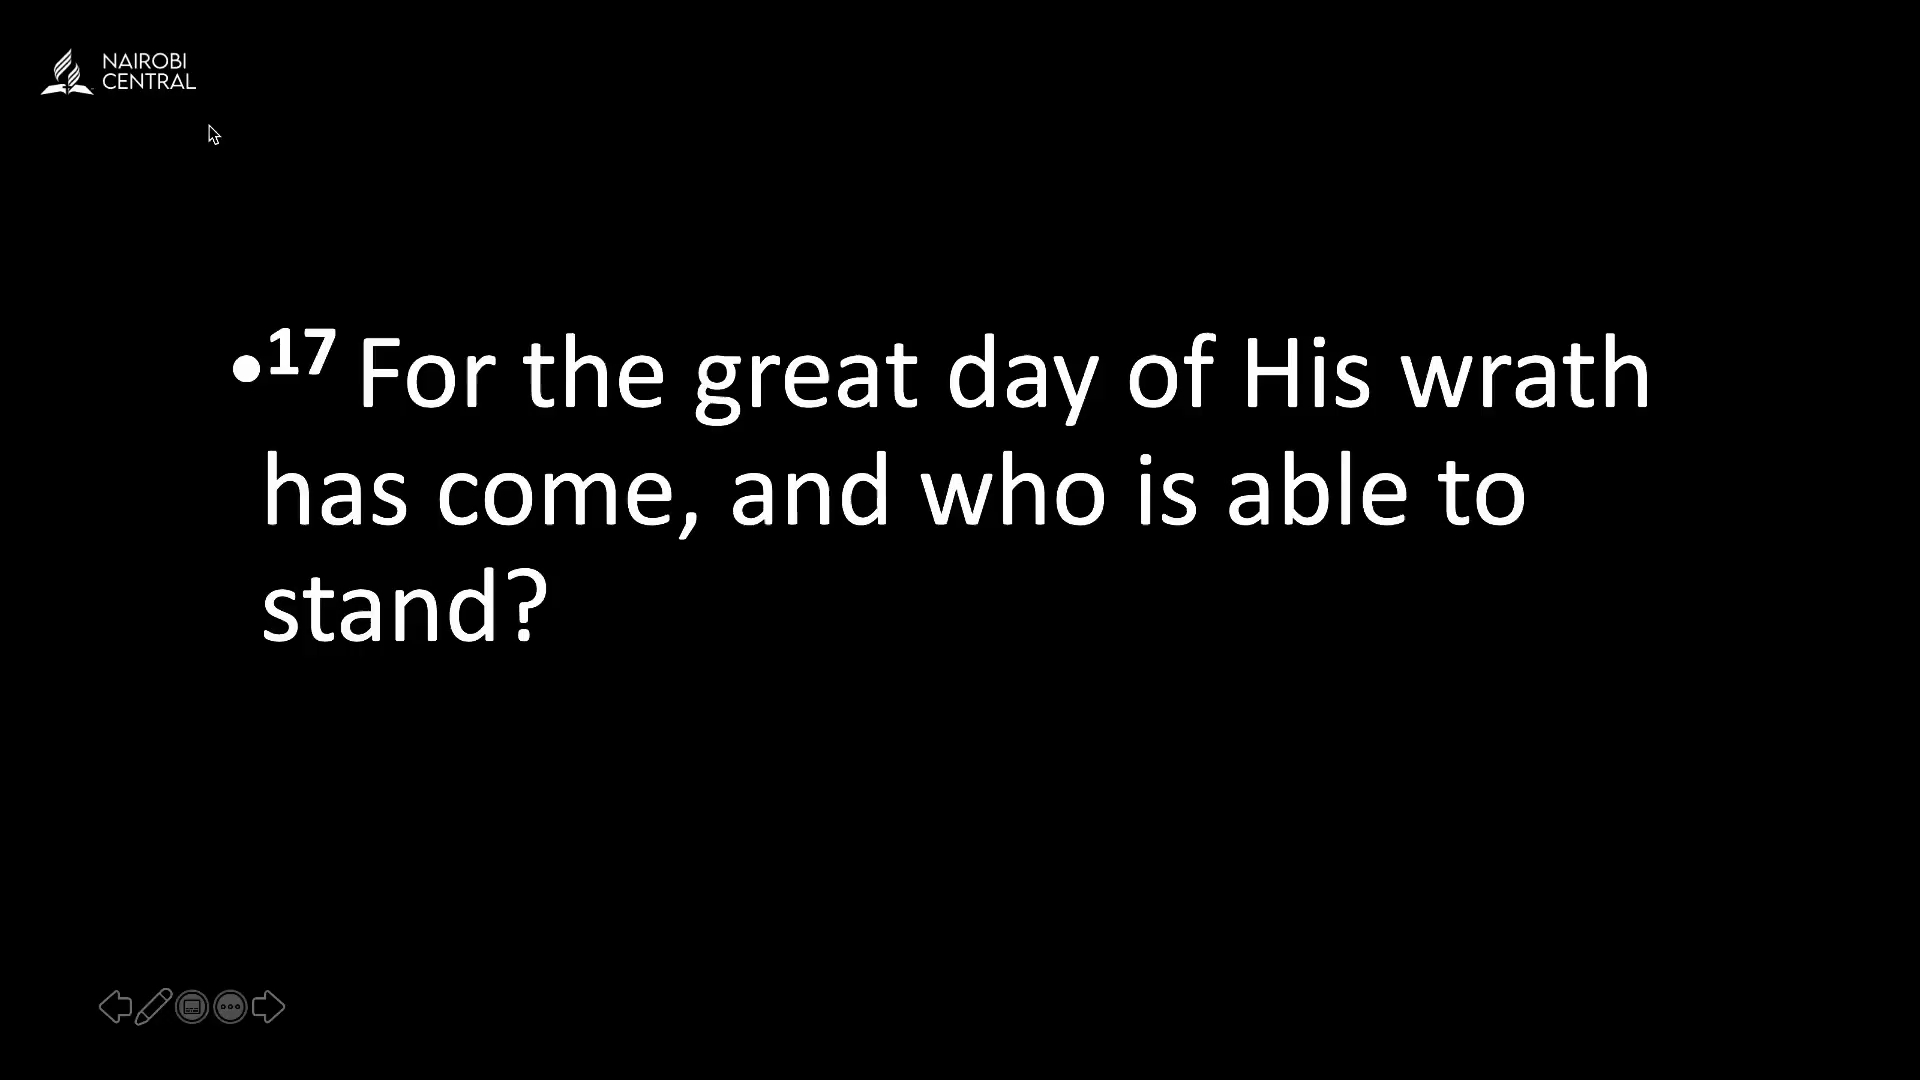 NAIROBI
CENTRAL
•17 For the great day of His wrath
has come, and who is able to
stand?